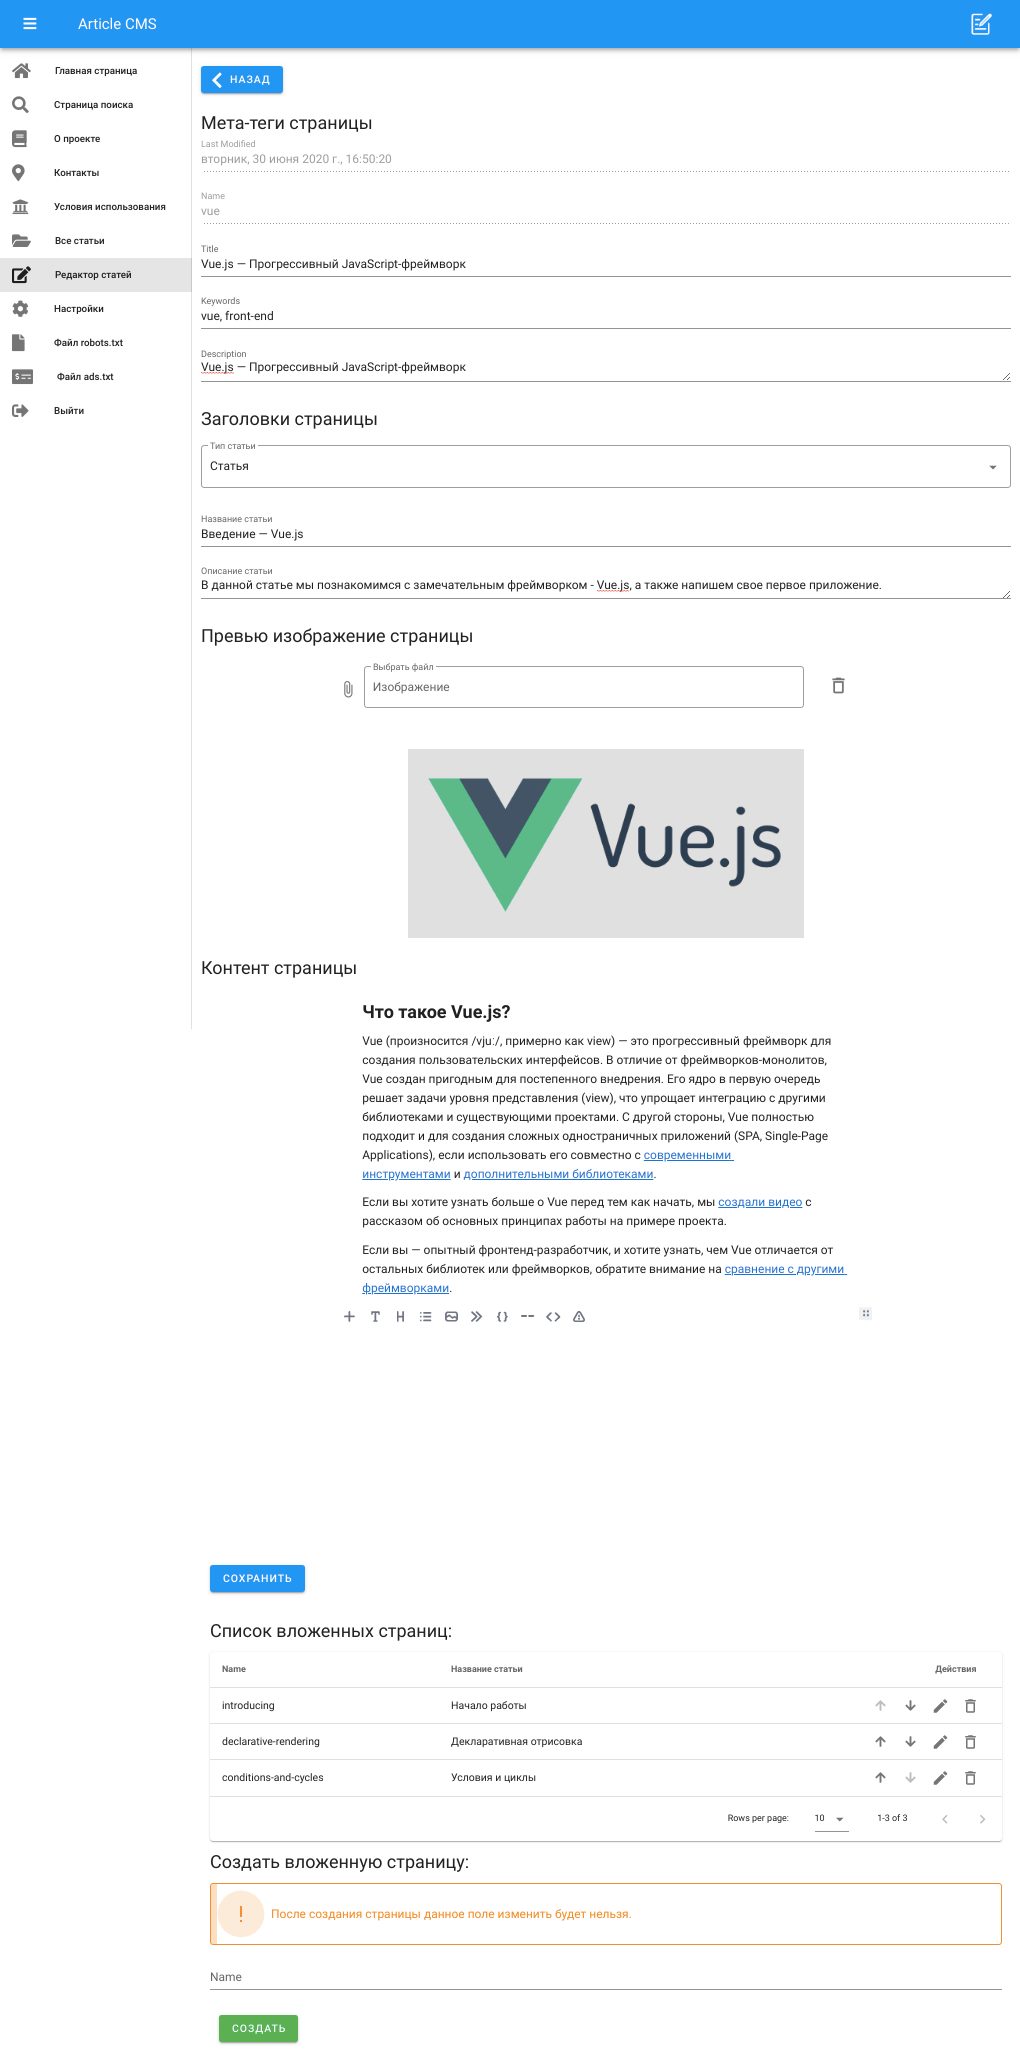 Article CMS
Главная страница
Страница поиска
О проекте
Контакты
Условия использования
Все статьи
Редактор статей
Настройки
Файл robots.txt
Файл ads.txt
Выйти
НАЗАД
Мета-теги страницы
Last Modified
вторник, 30 июня 2020 г., 16:50:20
Name
vue
Title
Vue.js — Прогрессивный JavaScript-фреймворк
Keywords
vue, front-end
Description
Vue.js — Прогрессивный JavaScript-фреймворк
Заголовки страницы
Тип статьи
Статья
Название статьи
Введение — Vue.js
Описание статьи
В данной статье мы познакомимся с замечательным фреймворком - Vue.js, а также напишем свое первое приложение.
Превью изображение страницы
Выбрать файл
Изображение
Vue.js
Контент страницы
Что такое Vue.js?
Vue (произносится /vjuː/, примерно как view) — это прогрессивный фреймворк для
создания пользовательских интерфейсов. В отличие от фреймворков-монолитов,
Vue создан пригодным для постепенного внедрения. Его ядро в первую очередь
решает задачи уровня представления (view), что упрощает интеграцию с другими
библиотеками и существующими проектами. С другой стороны, Vue полностью
подходит и для создания сложных одностраничных приложений (SPA, Single-Page
Applications), если использовать его совместно с современными
инструментами и дополнительными библиотеками.
Если вы хотите узнать больше о Vue перед тем как начать, мы создали видео с
рассказом об основных принципах работы на примере проекта.
Если вы — опытный фронтенд-разработчик, и хотите узнать, чем Vue отличается от
остальных библиотек или фреймворков, обратите внимание на сравнение с другими
фреймворками.
СОХРАНИТЬ
Список вложенных страниц:
Name Название статьи Действия
introducing Начало работы
declarative-rendering Декларативная отрисовка
conditions-and-cycles Условия и циклы
Rows per page: 10 1-3 of 3
Создать вложенную страницу:
! После создания страницы данное поле изменить будет нельзя.
Name
СОЗДАТЬ